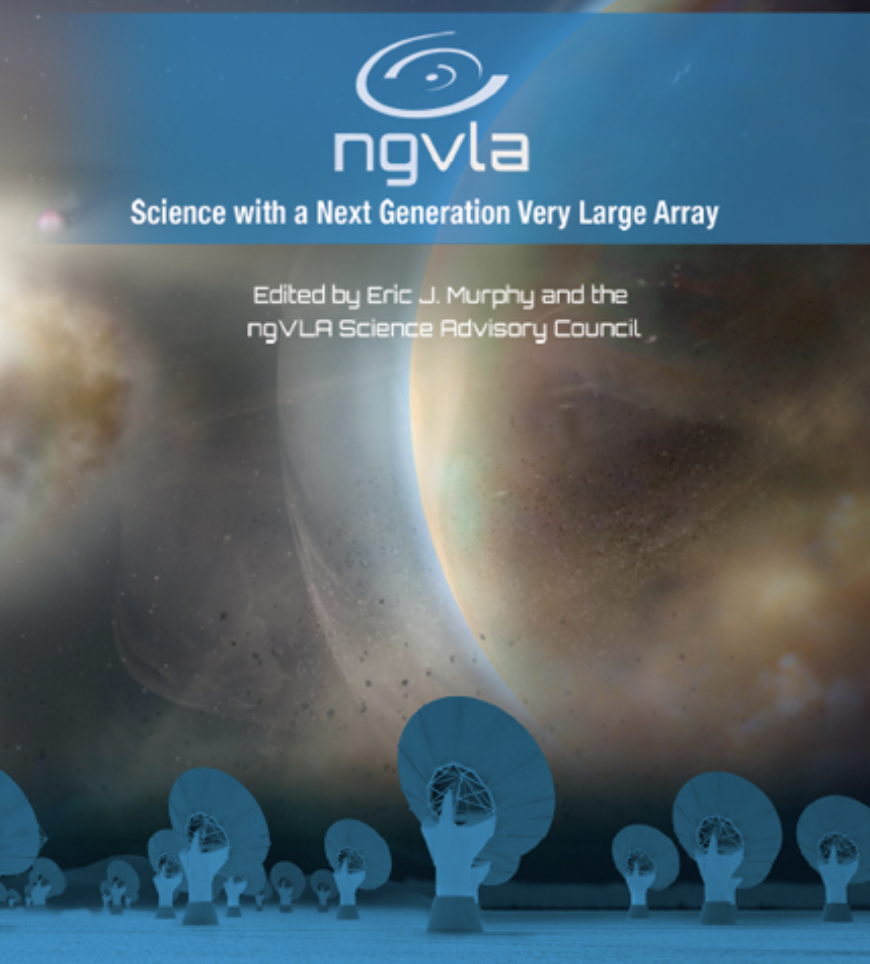 ngvla
Science with a Next Generation Very Large Array
Edited by Eric J. Murphy and the
ngVLA Science Advisory Council